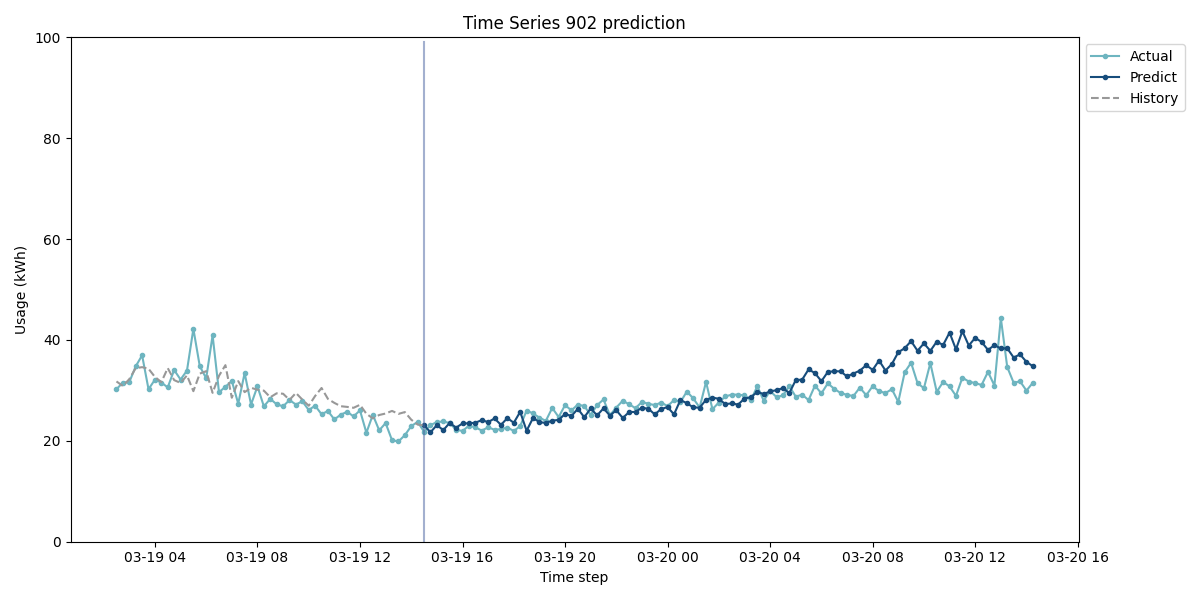 Time Series 902 prediction
Usage (kWh)
100
80
60
40
20
0
03-19 04
03-19 08
03-19 12
03-19 16
03-19 20
03-20 00
03-20 04
03-20 08
03-20 12
03-20 16
Time step
Actual
Predict
History